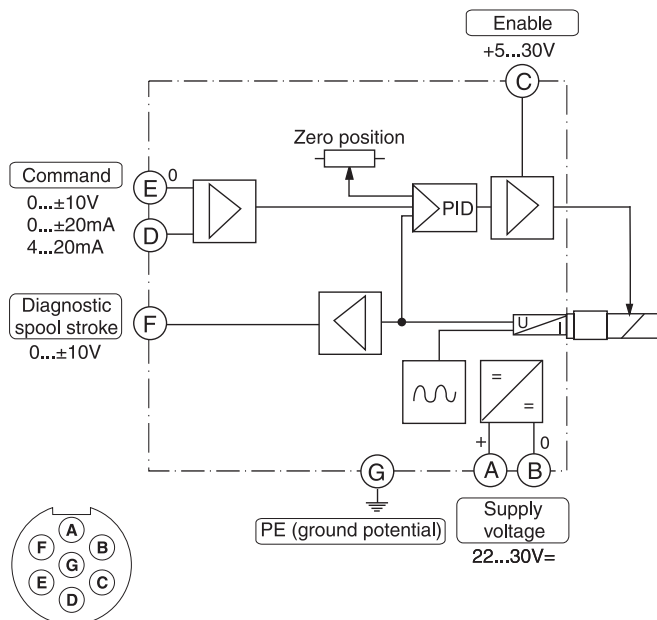 Enable
+5...30V
C
Zero position
Command
E 0
0...±10V
0...±20mA
D
4...20mA
PID
Diagnostic
spool stroke
F
0...±10V
U
I
=
=
+
0
G
A
B
PE (ground potential)
Supply
voltage
22...30V=
A
F
B
G
E
C
D